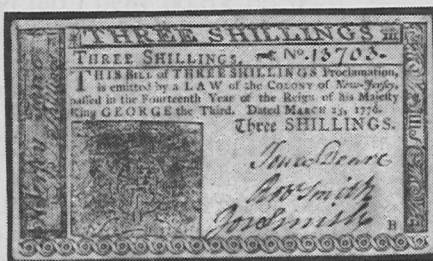 THREE SHILLINGS
THREE SHILLINGS. No. 13703.
THIS Bill of THREE SHILLINGS Proclamation,
is emitted by a LAW of the COLONY of New-Jersey,
passed in the Fourteenth Year of the Reign of his Majesty
King GEORGE the Third. Dated MARCH 25, 1776.
Three SHILLINGS.
Smith
Smith
B